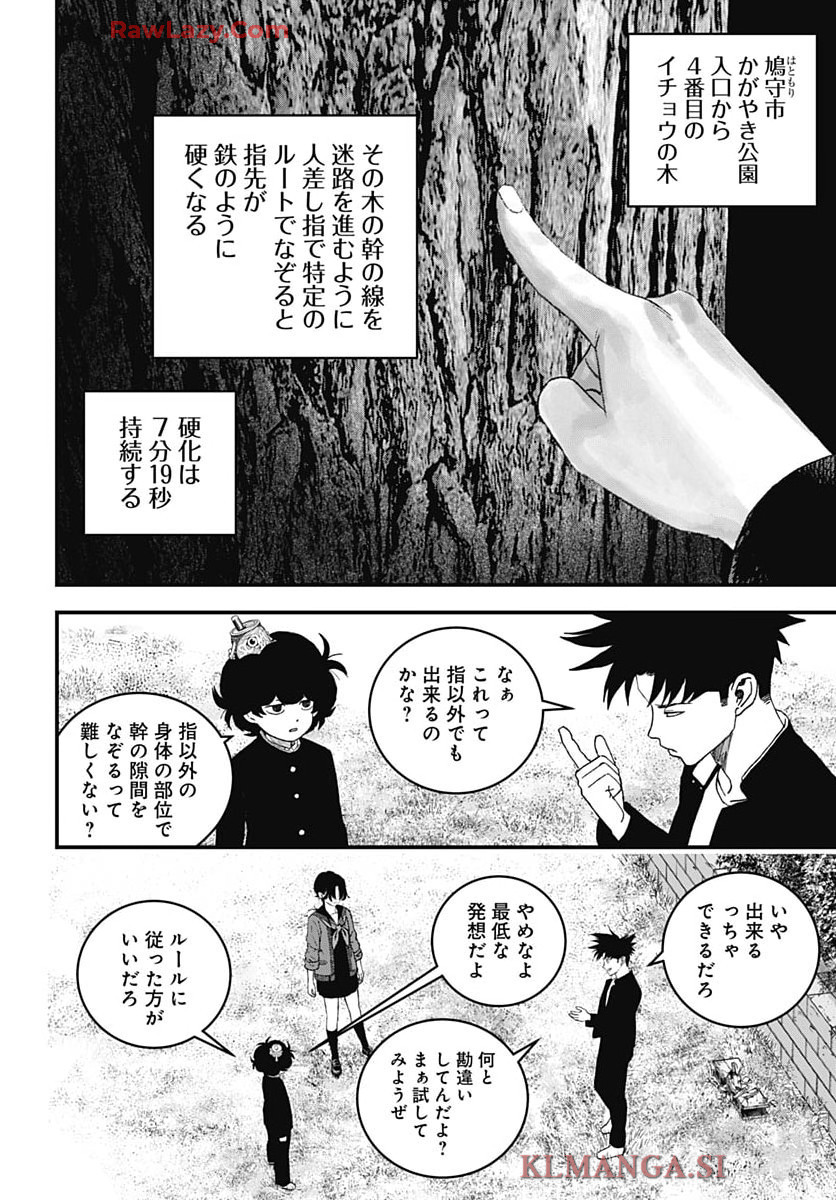 RawLazy.Com
鳩守市
はともり
かがやき公園
入口から
4番目の
イチョウの木
その木の幹の線を
迷路を進むように
人差し指で特定の
ルートでなぞると
指先が
鉄のように
硬くなる
硬化は
7分19秒
持続する
なぁ
これって
指以外でも
出来るの
かな?
指以外の
身体の部位で
幹の隙間を
なぞるって
難しくない?
いや
出来る
っちゃ
できるだろ
やめなよ
最低な
発想だよ
何と
勘違い
してんだよ?
まぁ試して
みようぜ
ルールに
従った方が
いいだろ
KLMANGA.SI